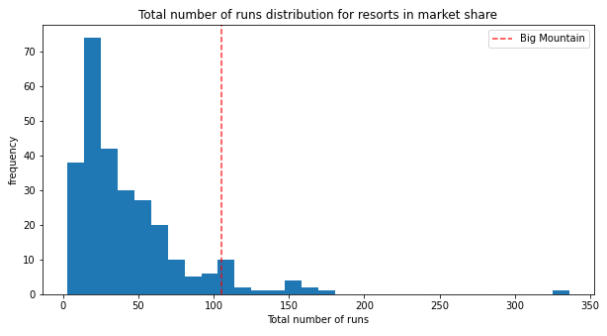 Total number of runs distribution for resorts in market share
Big Mountain
70
60
50
40
30
20
10
0
frequency
0 50 100 150 200 250 300 350
Total number of runs